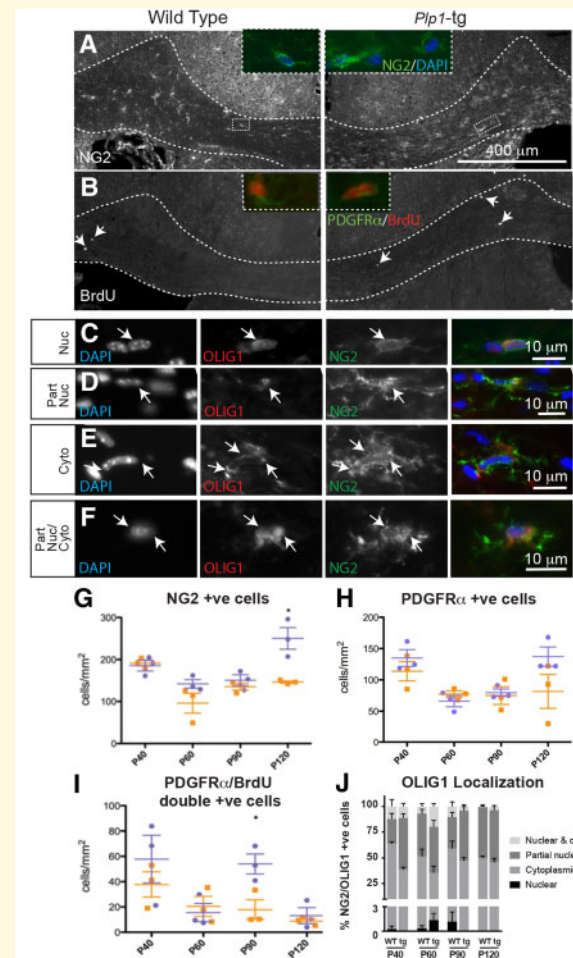 Wild Type
Plp1-tg
A
NG2/DAPI
NG2
400 µm
B
PDGFRα/BrdU
BrdU
C
Nuc
DAPI
OLIG1
NG2
10 µm
D
Part
Nuc
DAPI
OLIG1
NG2
10 µm
E
Cyto
DAPI
OLIG1
NG2
10 µm
F
Part
Nuc/
Cyto
DAPI
OLIG1
NG2
10 µm
G
NG2 +ve cells
*
300
200
100
0
cells/mm²
P40
P60
P90
P120
H
PDGFRα +ve cells
200
150
100
50
0
cells/mm²
P40
P60
P90
P120
I
PDGFRα/BrdU
double +ve cells
*
100
80
60
40
20
0
cells/mm²
P40
P60
P90
P120
J
OLIG1 Localization
% NG2/OLIG1 +ve cells
100
75
50
25
3
0
Nuclear & c
Partial nucle
Cytoplasmi
Nuclear
WT tg WT tg WT tg WT tg
P40 P60 P90 P120